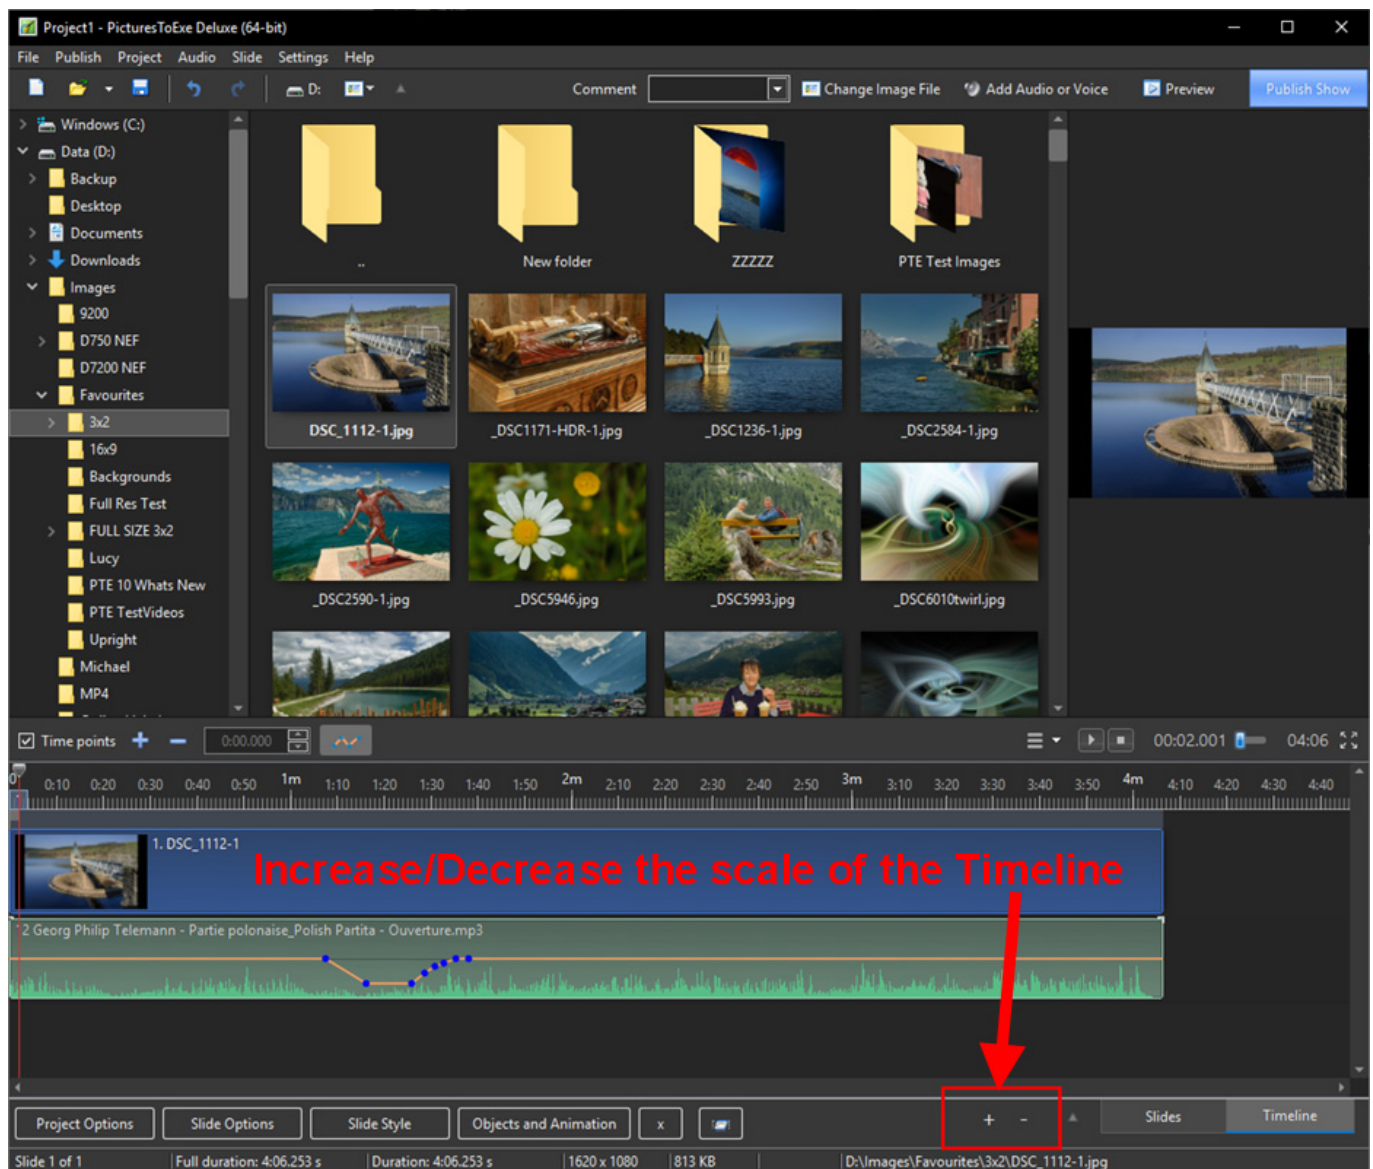 Project1 - PicturesToExe Deluxe (64-bit)
File Publish Project Audio Slide Settings Help
D: Comment Change Image File Add Audio or Voice Preview Publish Show
Windows (C:)
Data (D:)
Backup
Desktop
Documents
Downloads
Images
9200
D750 NEF
D7200 NEF
Favourites
3x2
16x9
Backgrounds
Full Res Test
FULL SIZE 3x2
Lucy
PTE 10 Whats New
PTE TestVideos
Upright
Michael
MP4
.. New folder ZZZZZ PTE Test Images
DSC_1112-1.jpg _DSC1171-HDR-1.jpg _DSC1236-1.jpg _DSC2584-1.jpg
_DSC2590-1.jpg _DSC5946.jpg _DSC5993.jpg _DSC6010twirl.jpg
Time points 0:00.000 00:02.001 04:06
0 0:10 0:20 0:30 0:40 0:50 1m 1:10 1:20 1:30 1:40 1:50 2m 2:10 2:20 2:30 2:40 2:50 3m 3:10 3:20 3:30 3:40 3:50 4m 4:10 4:20 4:30 4:40
1. DSC_1112-1
Increase/Decrease the scale of the Timeline
12 Georg Philip Telemann - Partie polonaise_Polish Partita - Ouverture.mp3
Project Options Slide Options Slide Style Objects and Animation x + - Slides Timeline
Slide 1 of 1 Full duration: 4:06.253 s Duration: 4:06.253 s 1620 x 1080 813 KB D:\Images\Favourites\3x2\DSC_1112-1.jpg